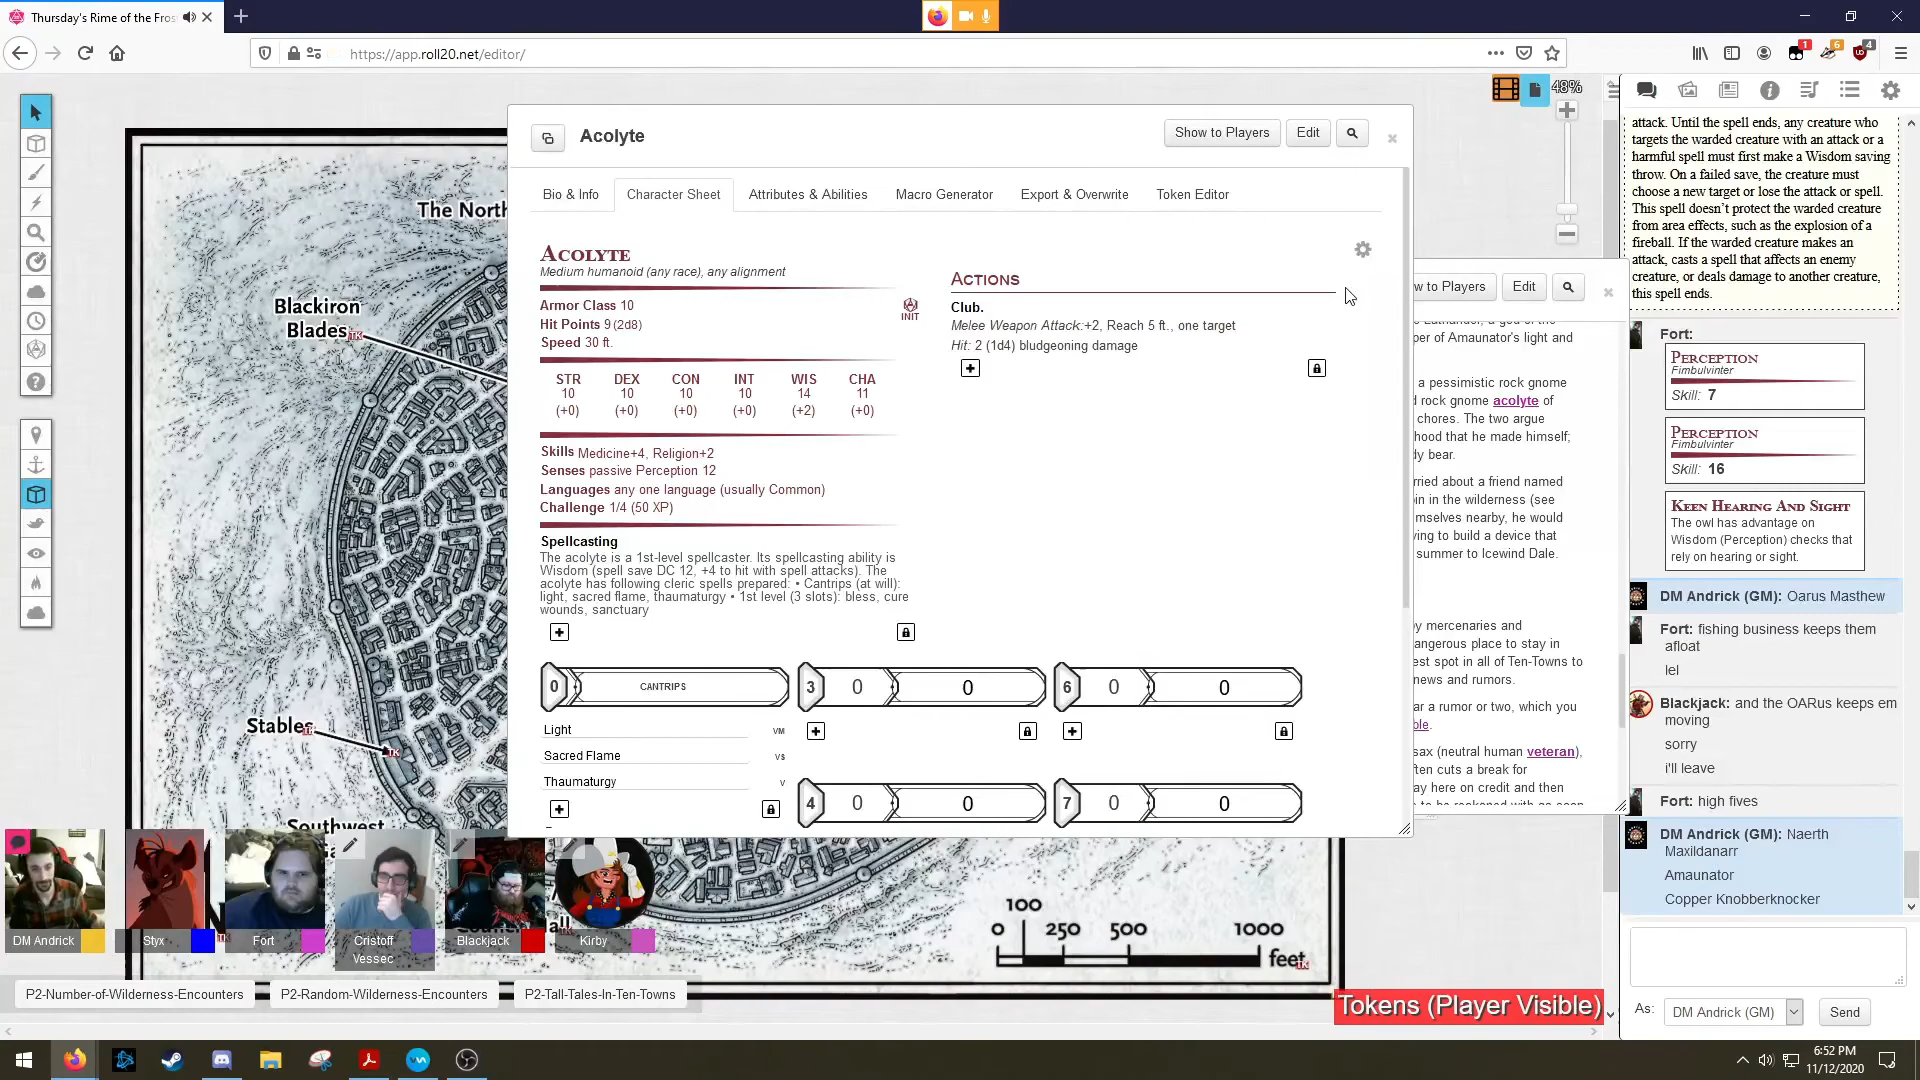 Thursday's Rime of the Fros
https://app.roll20.net/editor/
1
6
4
48%
The North
Blackiron
Blades
Stables
Southwest
100
0 250 500 1000
feet
Acolyte
Show to Players
Edit
Bio & Info
Character Sheet
Attributes & Abilities
Macro Generator
Export & Overwrite
Token Editor
ACOLYTE
Medium humanoid (any race), any alignment
Armor Class 10
Hit Points 9 (2d8)
Speed 30 ft.
INIT
STR DEX CON INT WIS CHA
10 10 10 10 14 11
(+0) (+0) (+0) (+0) (+2) (+0)
Skills Medicine+4, Religion+2
Senses passive Perception 12
Languages any one language (usually Common)
Challenge 1/4 (50 XP)
Spellcasting
The acolyte is a 1st-level spellcaster. Its spellcasting ability is
Wisdom (spell save DC 12, +4 to hit with spell attacks). The
acolyte has following cleric spells prepared: • Cantrips (at will):
light, sacred flame, thaumaturgy • 1st level (3 slots): bless, cure
wounds, sanctuary
ACTIONS
Club.
Melee Weapon Attack:+2, Reach 5 ft., one target
Hit: 2 (1d4) bludgeoning damage
0 CANTRIPS
Light VM
Sacred Flame VS
Thaumaturgy V
3 0 0
4 0 0
6 0 0
7 0 0
w to Players
Edit
per of Amaunator's light and
a pessimistic rock gnome
rock gnome acolyte of
chores. The two argue
hood that he made himself;
dy bear.
rried about a friend named
pin in the wilderness (see
mselves nearby, he would
ying to build a device that
summer to Icewind Dale.
y mercenaries and
angerous place to stay in
est spot in all of Ten-Towns to
news and rumors.
ar a rumor or two, which you
ble.
sax (neutral human veteran),
ften cuts a break for
ay here on credit and then
attack. Until the spell ends, any creature who
targets the warded creature with an attack or a
harmful spell must first make a Wisdom saving
throw. On a failed save, the creature must
choose a new target or lose the attack or spell.
This spell doesn't protect the warded creature
from area effects, such as the explosion of a
fireball. If the warded creature makes an
attack, casts a spell that affects an enemy
creature, or deals damage to another creature,
this spell ends.
Fort:
PERCEPTION
Fimbulvinter
Skill: 7
PERCEPTION
Fimbulvinter
Skill: 16
KEEN HEARING AND SIGHT
The owl has advantage on
Wisdom (Perception) checks that
rely on hearing or sight.
DM Andrick (GM): Oarus Masthew
Fort: fishing business keeps them
afloat
lel
Blackjack: and the OARus keeps em
moving
sorry
i'll leave
Fort: high fives
DM Andrick (GM): Naerth
Maxildanarr
Amaunator
Copper Knobberknocker
As: DM Andrick (GM)
Send
Tokens (Player Visible)
DM Andrick
Styx
Fort
Cristoff
Vessec
Blackjack
Kirby
P2-Number-of-Wilderness-Encounters
P2-Random-Wilderness-Encounters
P2-Tall-Tales-In-Ten-Towns
6:52 PM
11/12/2020